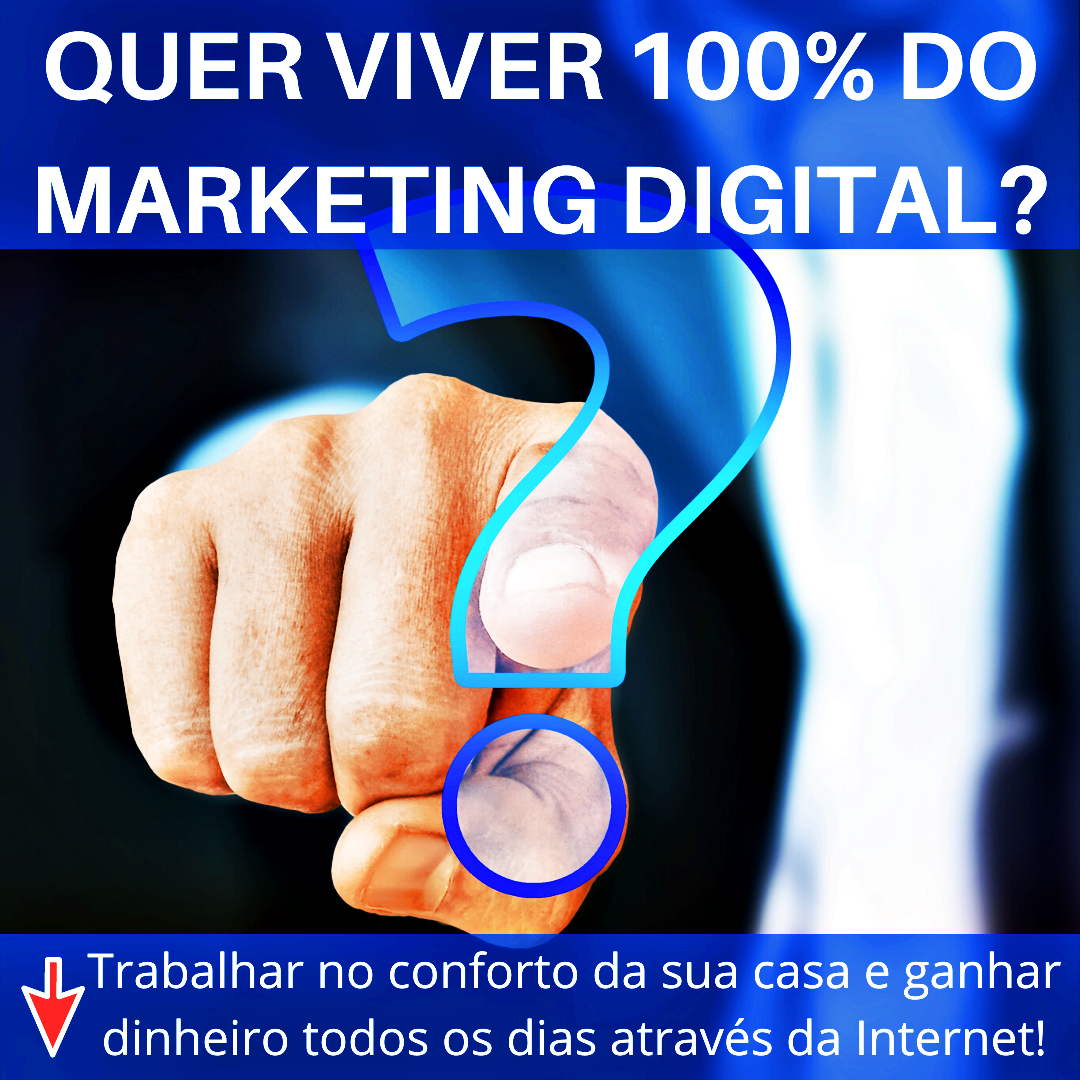 QUER VIVER 100% DO
MARKETING DIGITAL?
Trabalhar no conforto da sua casa e ganhar
dinheiro todos os dias através da Internet!